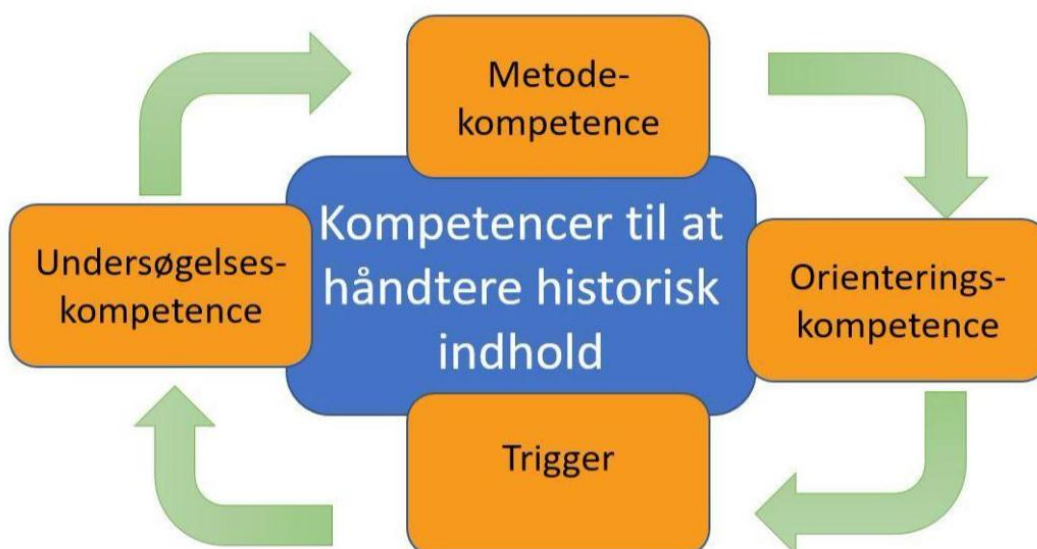 Metode-
kompetence
Kompetencer til at
håndtere historisk
indhold
Undersøgelses-
kompetence
Orienterings-
kompetence
Trigger